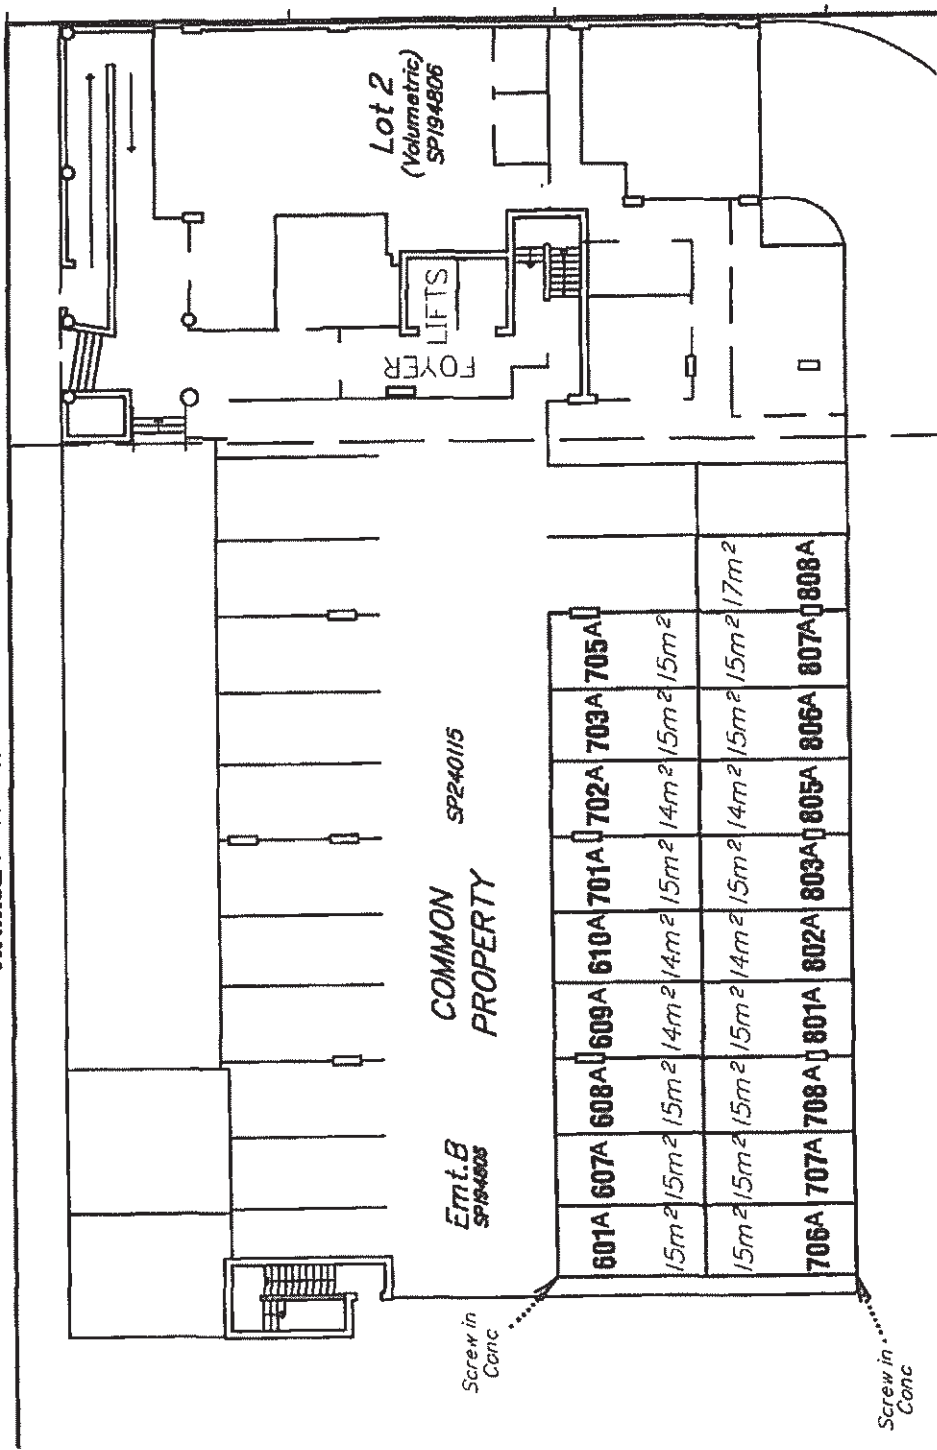 Lot 2
(Volumetric)
SP194806
FOYER
LIFTS
COMMON
PROPERTY
SP240115
Emt.B
Screw in
Conc
601A 607A 608A 609A 610A 701A 702A 703A 705A
15m² 15m² 15m² 14m² 14m² 15m² 14m² 15m² 15m²
15m² 15m² 15m² 15m² 14m² 15m² 14m² 15m² 15m² 17m²
706A 707A 708A 801A 802A 803A 805A 806A 807A 808A
Screw in
Conc